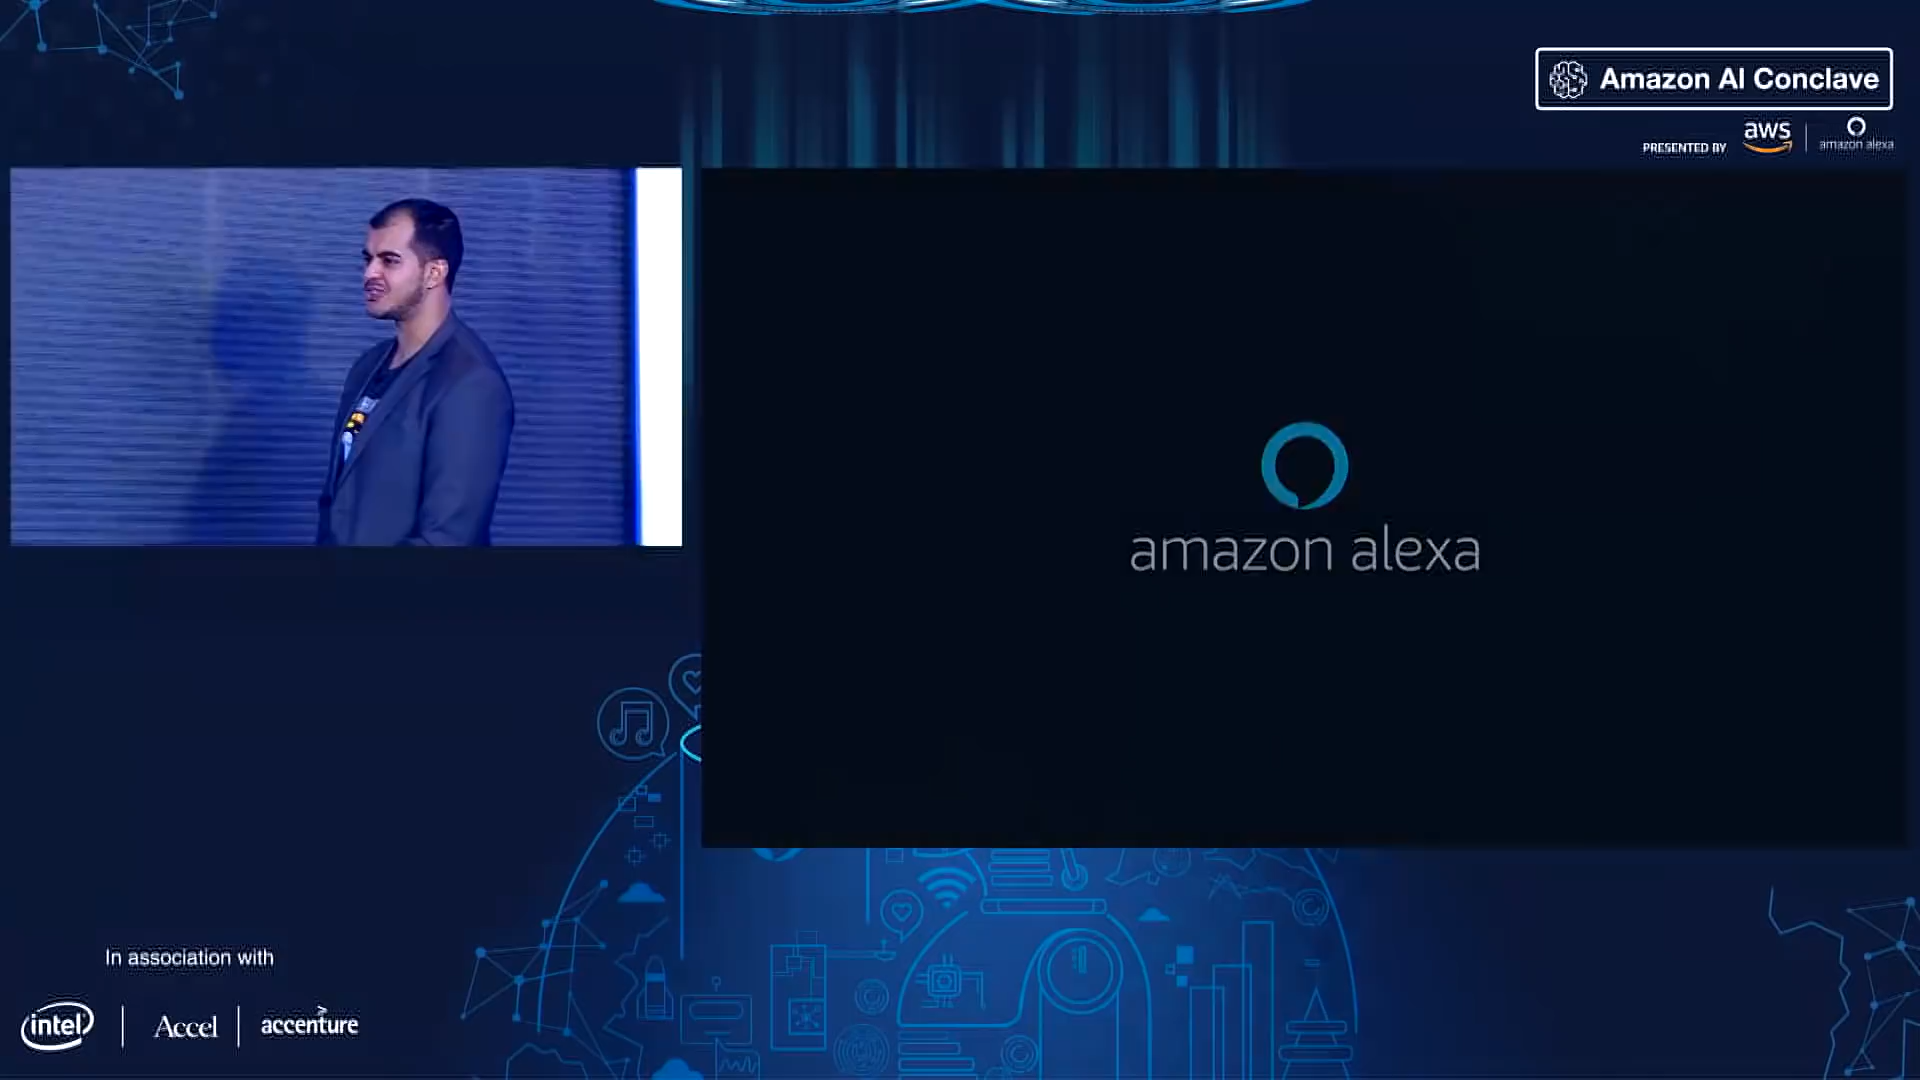 Amazon AI Conclave
PRESENTED BY
aws
amazon alexa
amazon alexa
In association with
intel
Accel
accenture